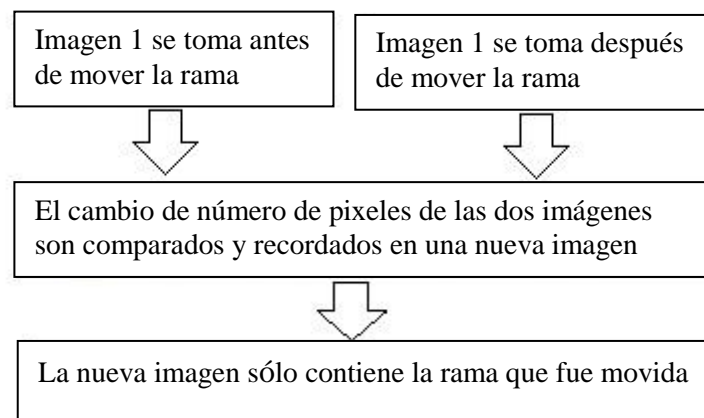 Imagen 1 se toma antes
de mover la rama
Imagen 1 se toma después
de mover la rama
El cambio de número de pixeles de las dos imágenes
son comparados y recordados en una nueva imagen
La nueva imagen sólo contiene la rama que fue movida